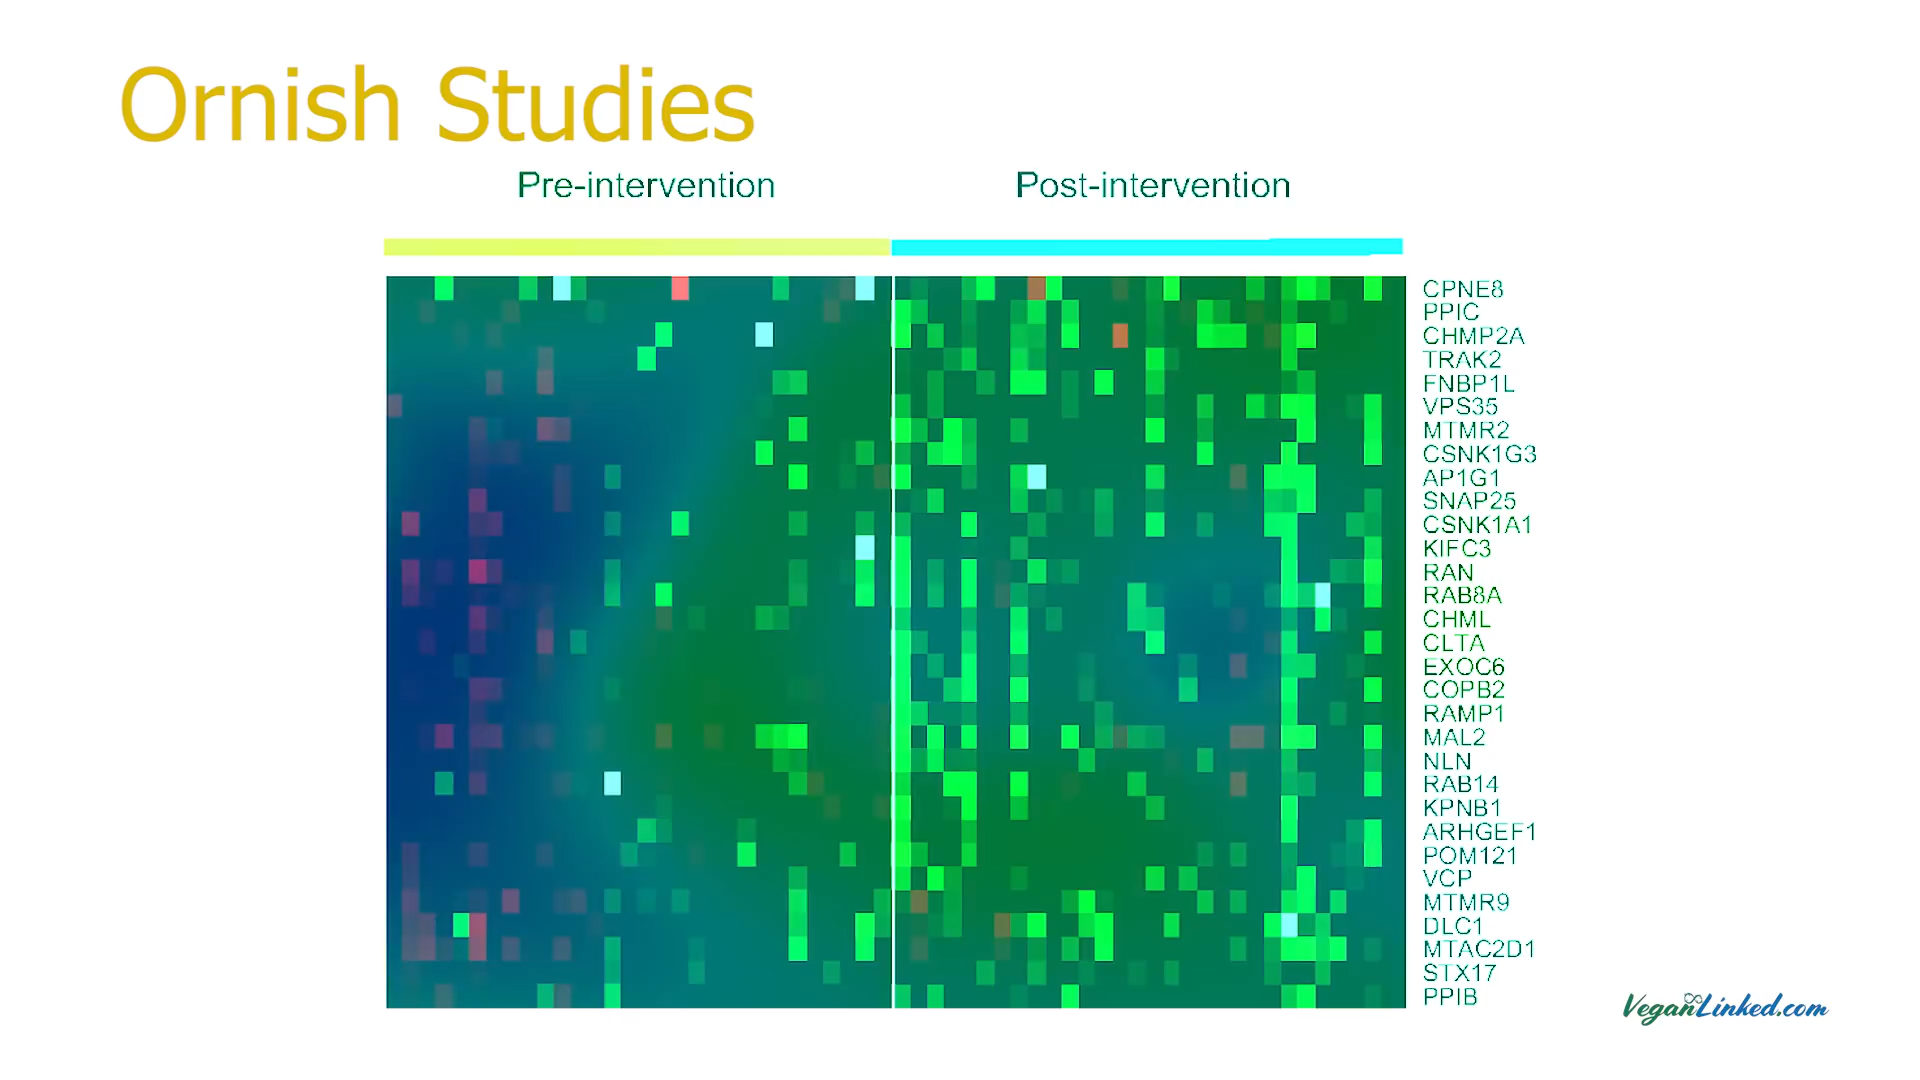 Ornish Studies
Pre-intervention
Post-intervention
CPNE8
PPIC
CHMP2A
TRAK2
FNBP1L
VPS35
MTMR2
CSNK1G3
AP1G1
SNAP25
CSNK1A1
KIFC3
RAN
RAB8A
CHML
CLTA
EXOC6
COPB2
RAMP1
MAL2
NLN
RAB14
KPNB1
ARHGEF1
POM121
VCP
MTMR9
DLC1
MTAC2D1
STX17
PPIB
VeganLinked.com